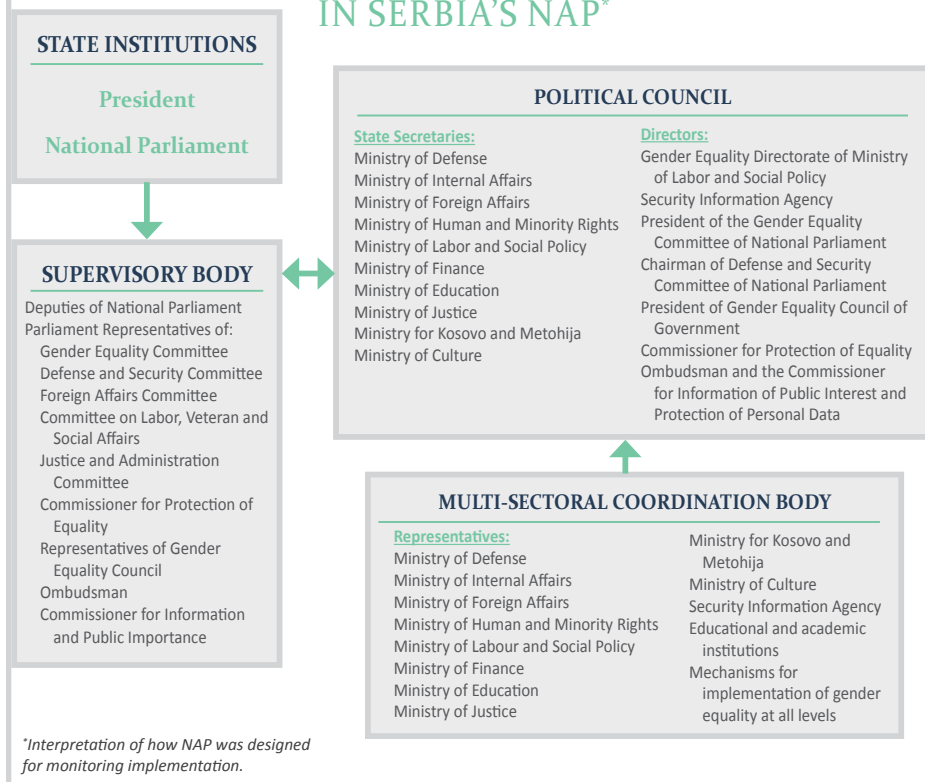 IN SERBIA'S NAP*
STATE INSTITUTIONS
President
National Parliament
SUPERVISORY BODY
Deputies of National Parliament
Parliament Representatives of:
Gender Equality Committee
Defense and Security Committee
Foreign Affairs Committee
Committee on Labor, Veteran and
Social Affairs
Justice and Administration
Committee
Commissioner for Protection of
Equality
Representatives of Gender
Equality Council
Ombudsman
Commissioner for Information
and Public Importance
POLITICAL COUNCIL
State Secretaries:
Ministry of Defense
Ministry of Internal Affairs
Ministry of Foreign Affairs
Ministry of Human and Minority Rights
Ministry of Labor and Social Policy
Ministry of Finance
Ministry of Education
Ministry of Justice
Ministry for Kosovo and Metohija
Ministry of Culture
Directors:
Gender Equality Directorate of Ministry
of Labor and Social Policy
Security Information Agency
President of the Gender Equality
Committee of National Parliament
Chairman of Defense and Security
Committee of National Parliament
President of Gender Equality Council of
Government
Commissioner for Protection of Equality
Ombudsman and the Commissioner
for Information of Public Interest and
Protection of Personal Data
MULTI-SECTORAL COORDINATION BODY
Representatives:
Ministry of Defense
Ministry of Internal Affairs
Ministry of Foreign Affairs
Ministry of Human and Minority Rights
Ministry of Labour and Social Policy
Ministry of Finance
Ministry of Education
Ministry of Justice
Ministry for Kosovo and
Metohija
Ministry of Culture
Security Information Agency
Educational and academic
institutions
Mechanisms for
implementation of gender
equality at all levels
*Interpretation of how NAP was designed
for monitoring implementation.